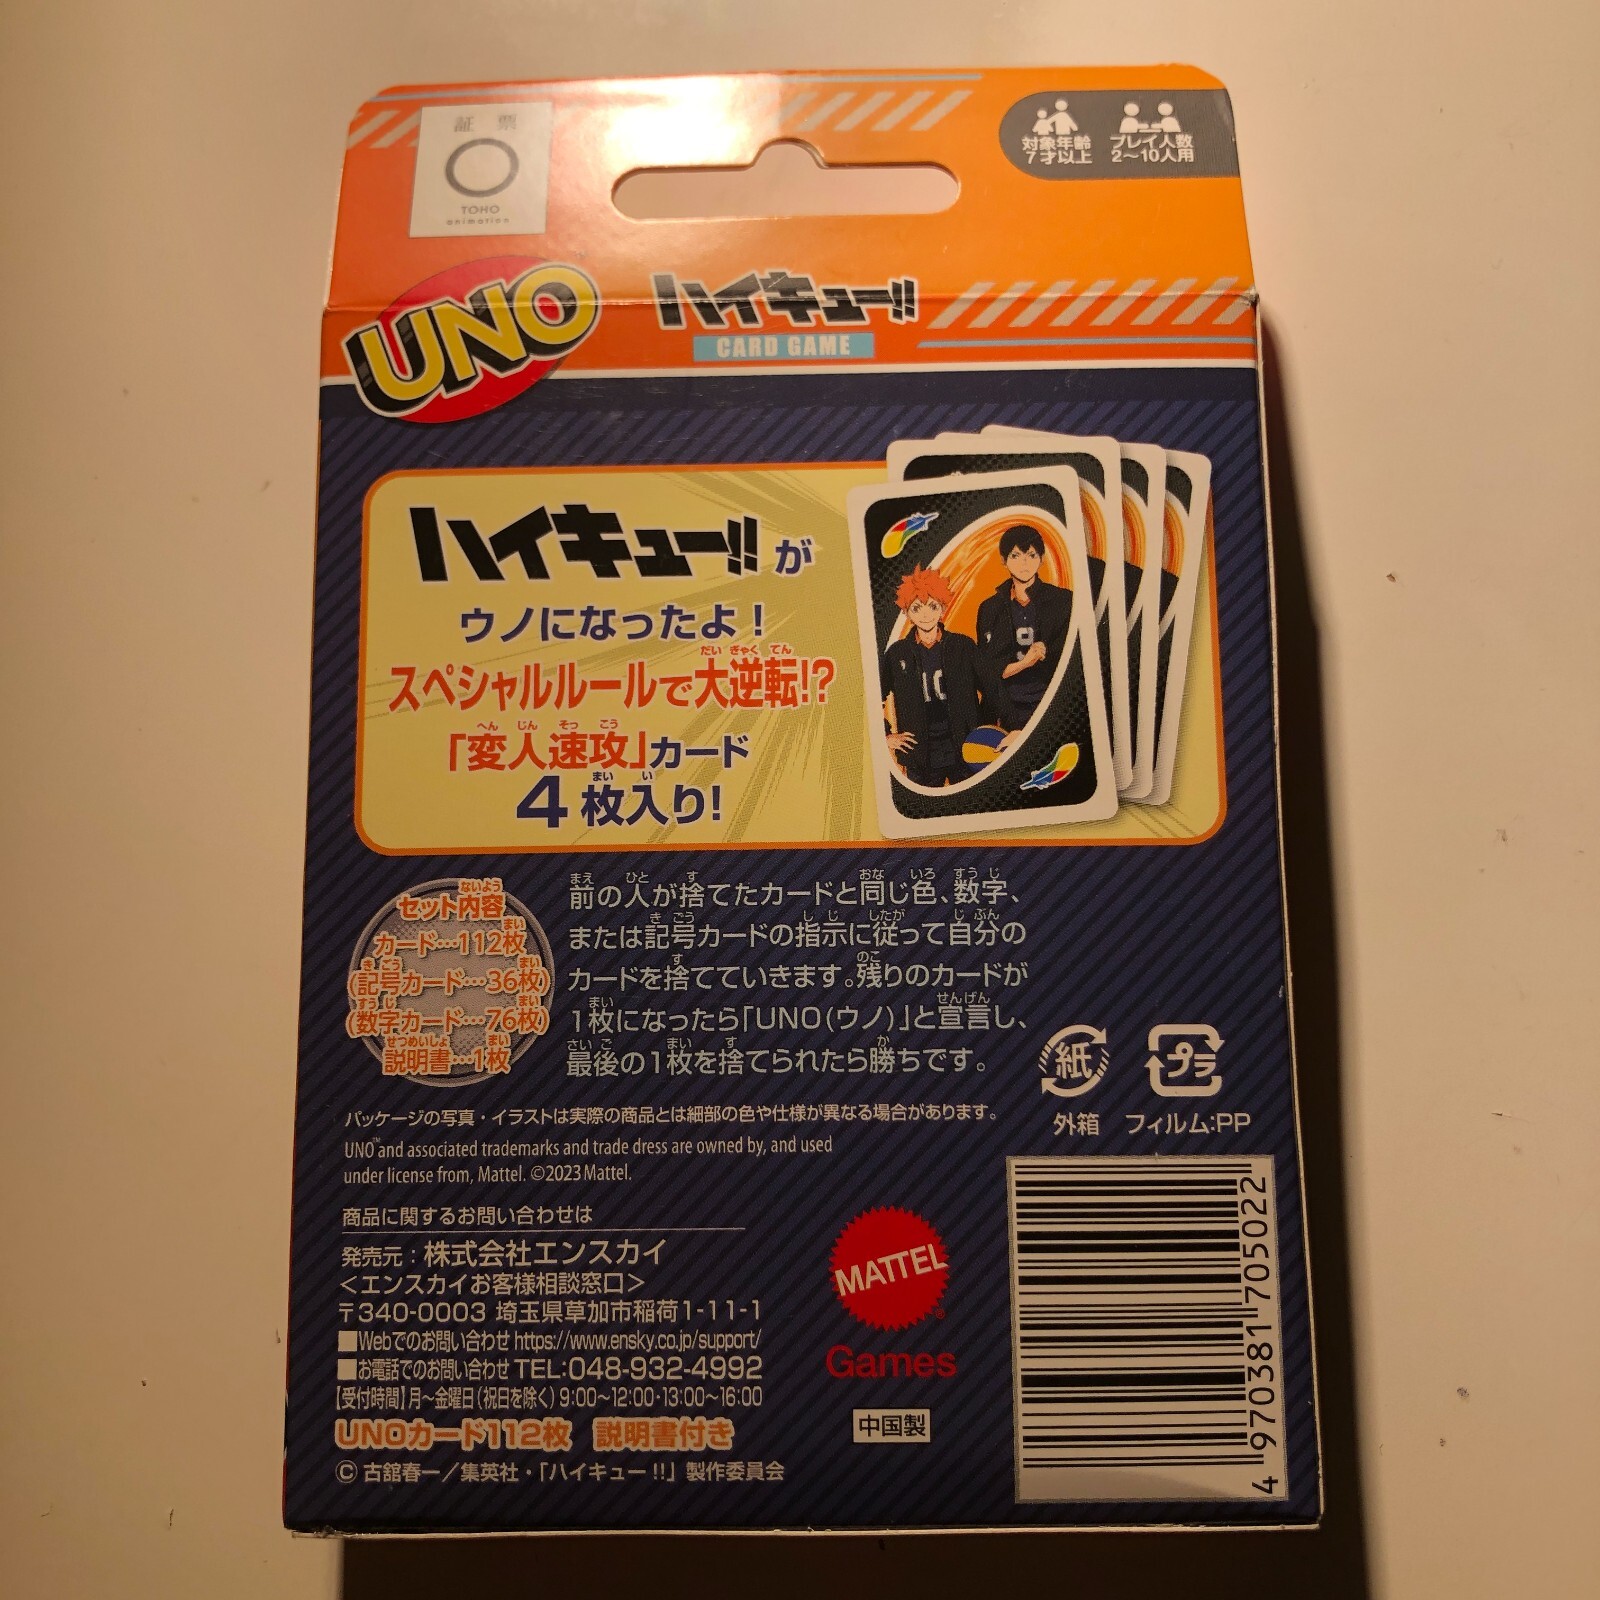 証 票
TOHO
animation
対象年齢
7才以上
プレイ人数
2〜10人用
UNO
ハイキュー!!
CARD GAME
ハイキュー!!が
ウノになったよ!
スペシャルルールで大逆転!?
「変人速攻」カード
4枚入り!
セット内容
カード…112枚
(記号カード…36枚)
(数字カード…76枚)
説明書…1枚
前の人が捨てたカードと同じ色、数字、
または記号カードの指示に従って自分の
カードを捨てていきます。残りのカードが
1枚になったら「UNO(ウノ)」と宣言し、
最後の1枚を捨てられたら勝ちです。
紙
外箱
プラ
フィルム:PP
パッケージの写真・イラストは実際の商品とは細部の色や仕様が異なる場合があります。
UNO™and associated trademarks and trade dress are owned by, and used
under license from, Mattel. ©2023 Mattel.
商品に関するお問い合わせは
発売元:株式会社エンスカイ
<エンスカイお客様相談窓口>
〒340-0003 埼玉県草加市稲荷1-11-1
■Webでのお問い合わせ https://www.ensky.co.jp/support/
■お電話でのお問い合わせ TEL:048-932-4992
【受付時間】月〜金曜日(祝日を除く) 9:00〜12:00・13:00〜16:00
UNOカード112枚 説明書付き
© 古舘春一/集英社・「ハイキュー!!」製作委員会
MATTEL
Games
中国製
4970381705022
10
9